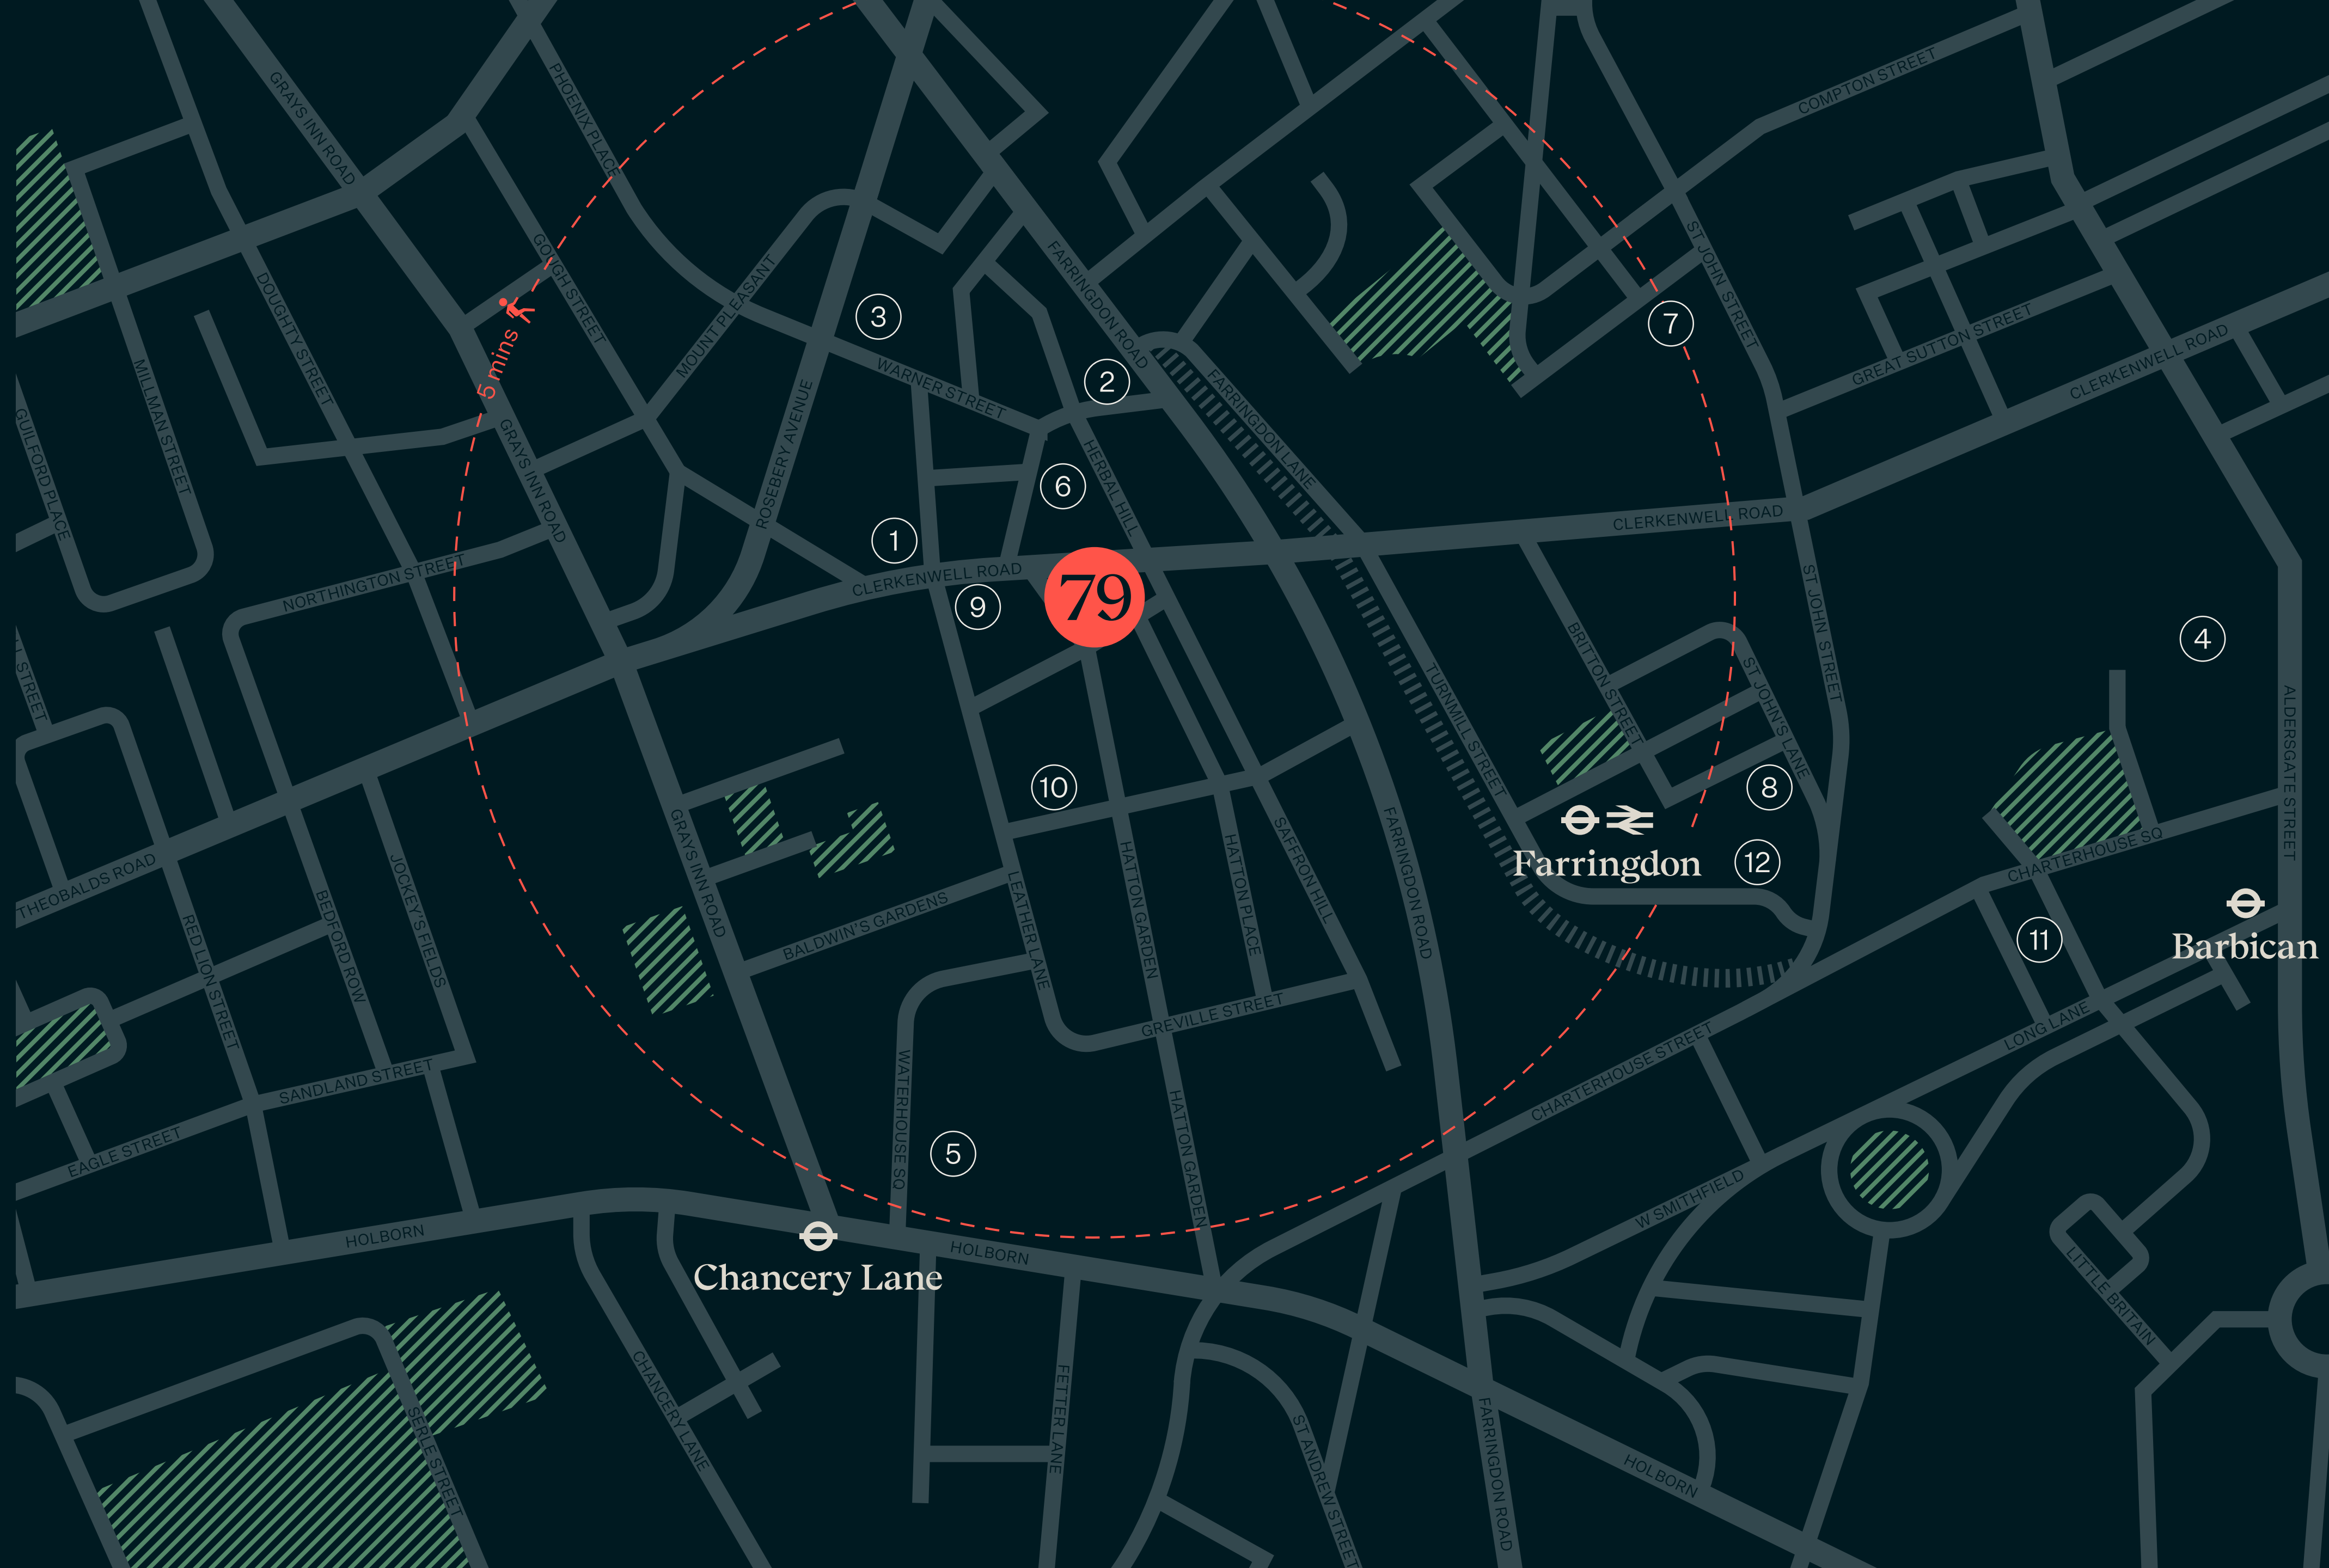 GRAYS INN ROAD
PHOENIX PLACE
COMPTON STREET
GOUGH STREET
MOUNT PLEASANT
FARRINGDON ROAD
ST JOHN STREET
DOUGHTY STREET
5 mins
3
7
MILLMAN STREET
WARNER STREET
2
FARRINGDON LANE
GREAT SUTTON STREET
CLERKENWELL ROAD
GUILFORD PLACE
GRAYS INN ROAD
ROSEBERY AVENUE
HERBAL HILL
6
1
CLERKENWELL ROAD
NORTHINGTON STREET
CLERKENWELL ROAD
9
79
ST JOHN STREET
BRITTON STREET
4
STREET
TURNMILL STREET
ST JOHN'S LANE
ALDERSGATE STREET
10
8
GRAYS INN ROAD
HATTON GARDEN
HATTON PLACE
SAFFRON HILL
FARRINGDON ROAD
Farringdon
12
CHARTERHOUSE SQ
THEOBALDS ROAD
JOCKEY'S FIELDS
BEDFORD ROW
RED LION STREET
BALDWIN'S GARDENS
LEATHER LANE
11
Barbican
GREVILLE STREET
LONG LANE
SANDLAND STREET
CHARTERHOUSE STREET
WATERHOUSE SQ
HATTON GARDEN
EAGLE STREET
5
W SMITHFIELD
HOLBORN
HOLBORN
Chancery Lane
LITTLE BRITAIN
CHANCERY LANE
SERLE STREET
FETTER LANE
ST ANDREW STREET
FARRINGDON ROAD
HOLBORN